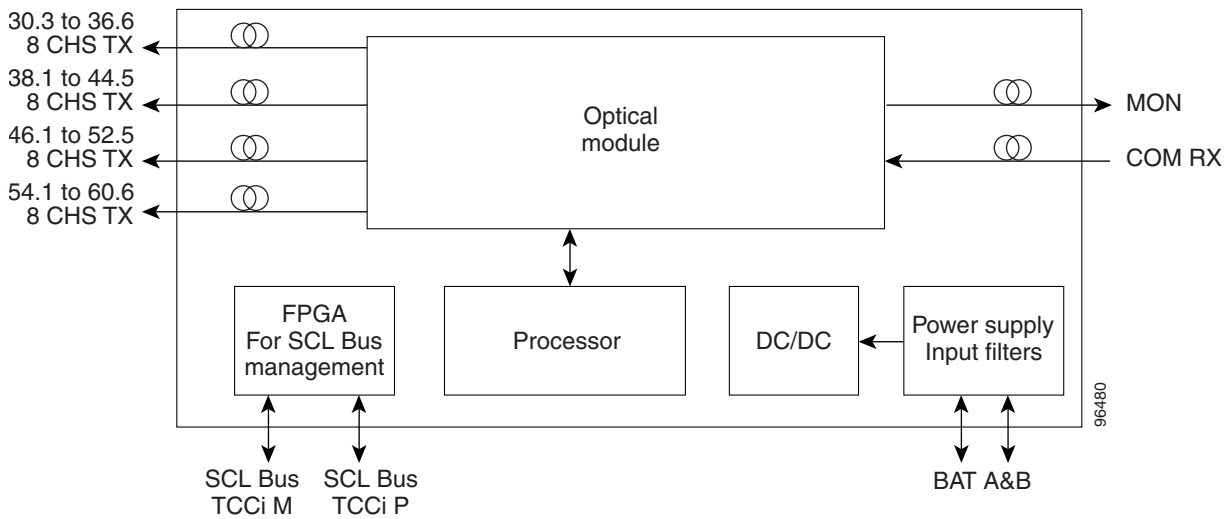 30.3 to 36.6
8 CHS TX
38.1 to 44.5
8 CHS TX
46.1 to 52.5
8 CHS TX
54.1 to 60.6
8 CHS TX
Optical
module
MON
COM RX
FPGA
For SCL Bus
management
Processor
DC/DC
Power supply
Input filters
96480
SCL Bus
TCCi M
SCL Bus
TCCi P
BAT A&B